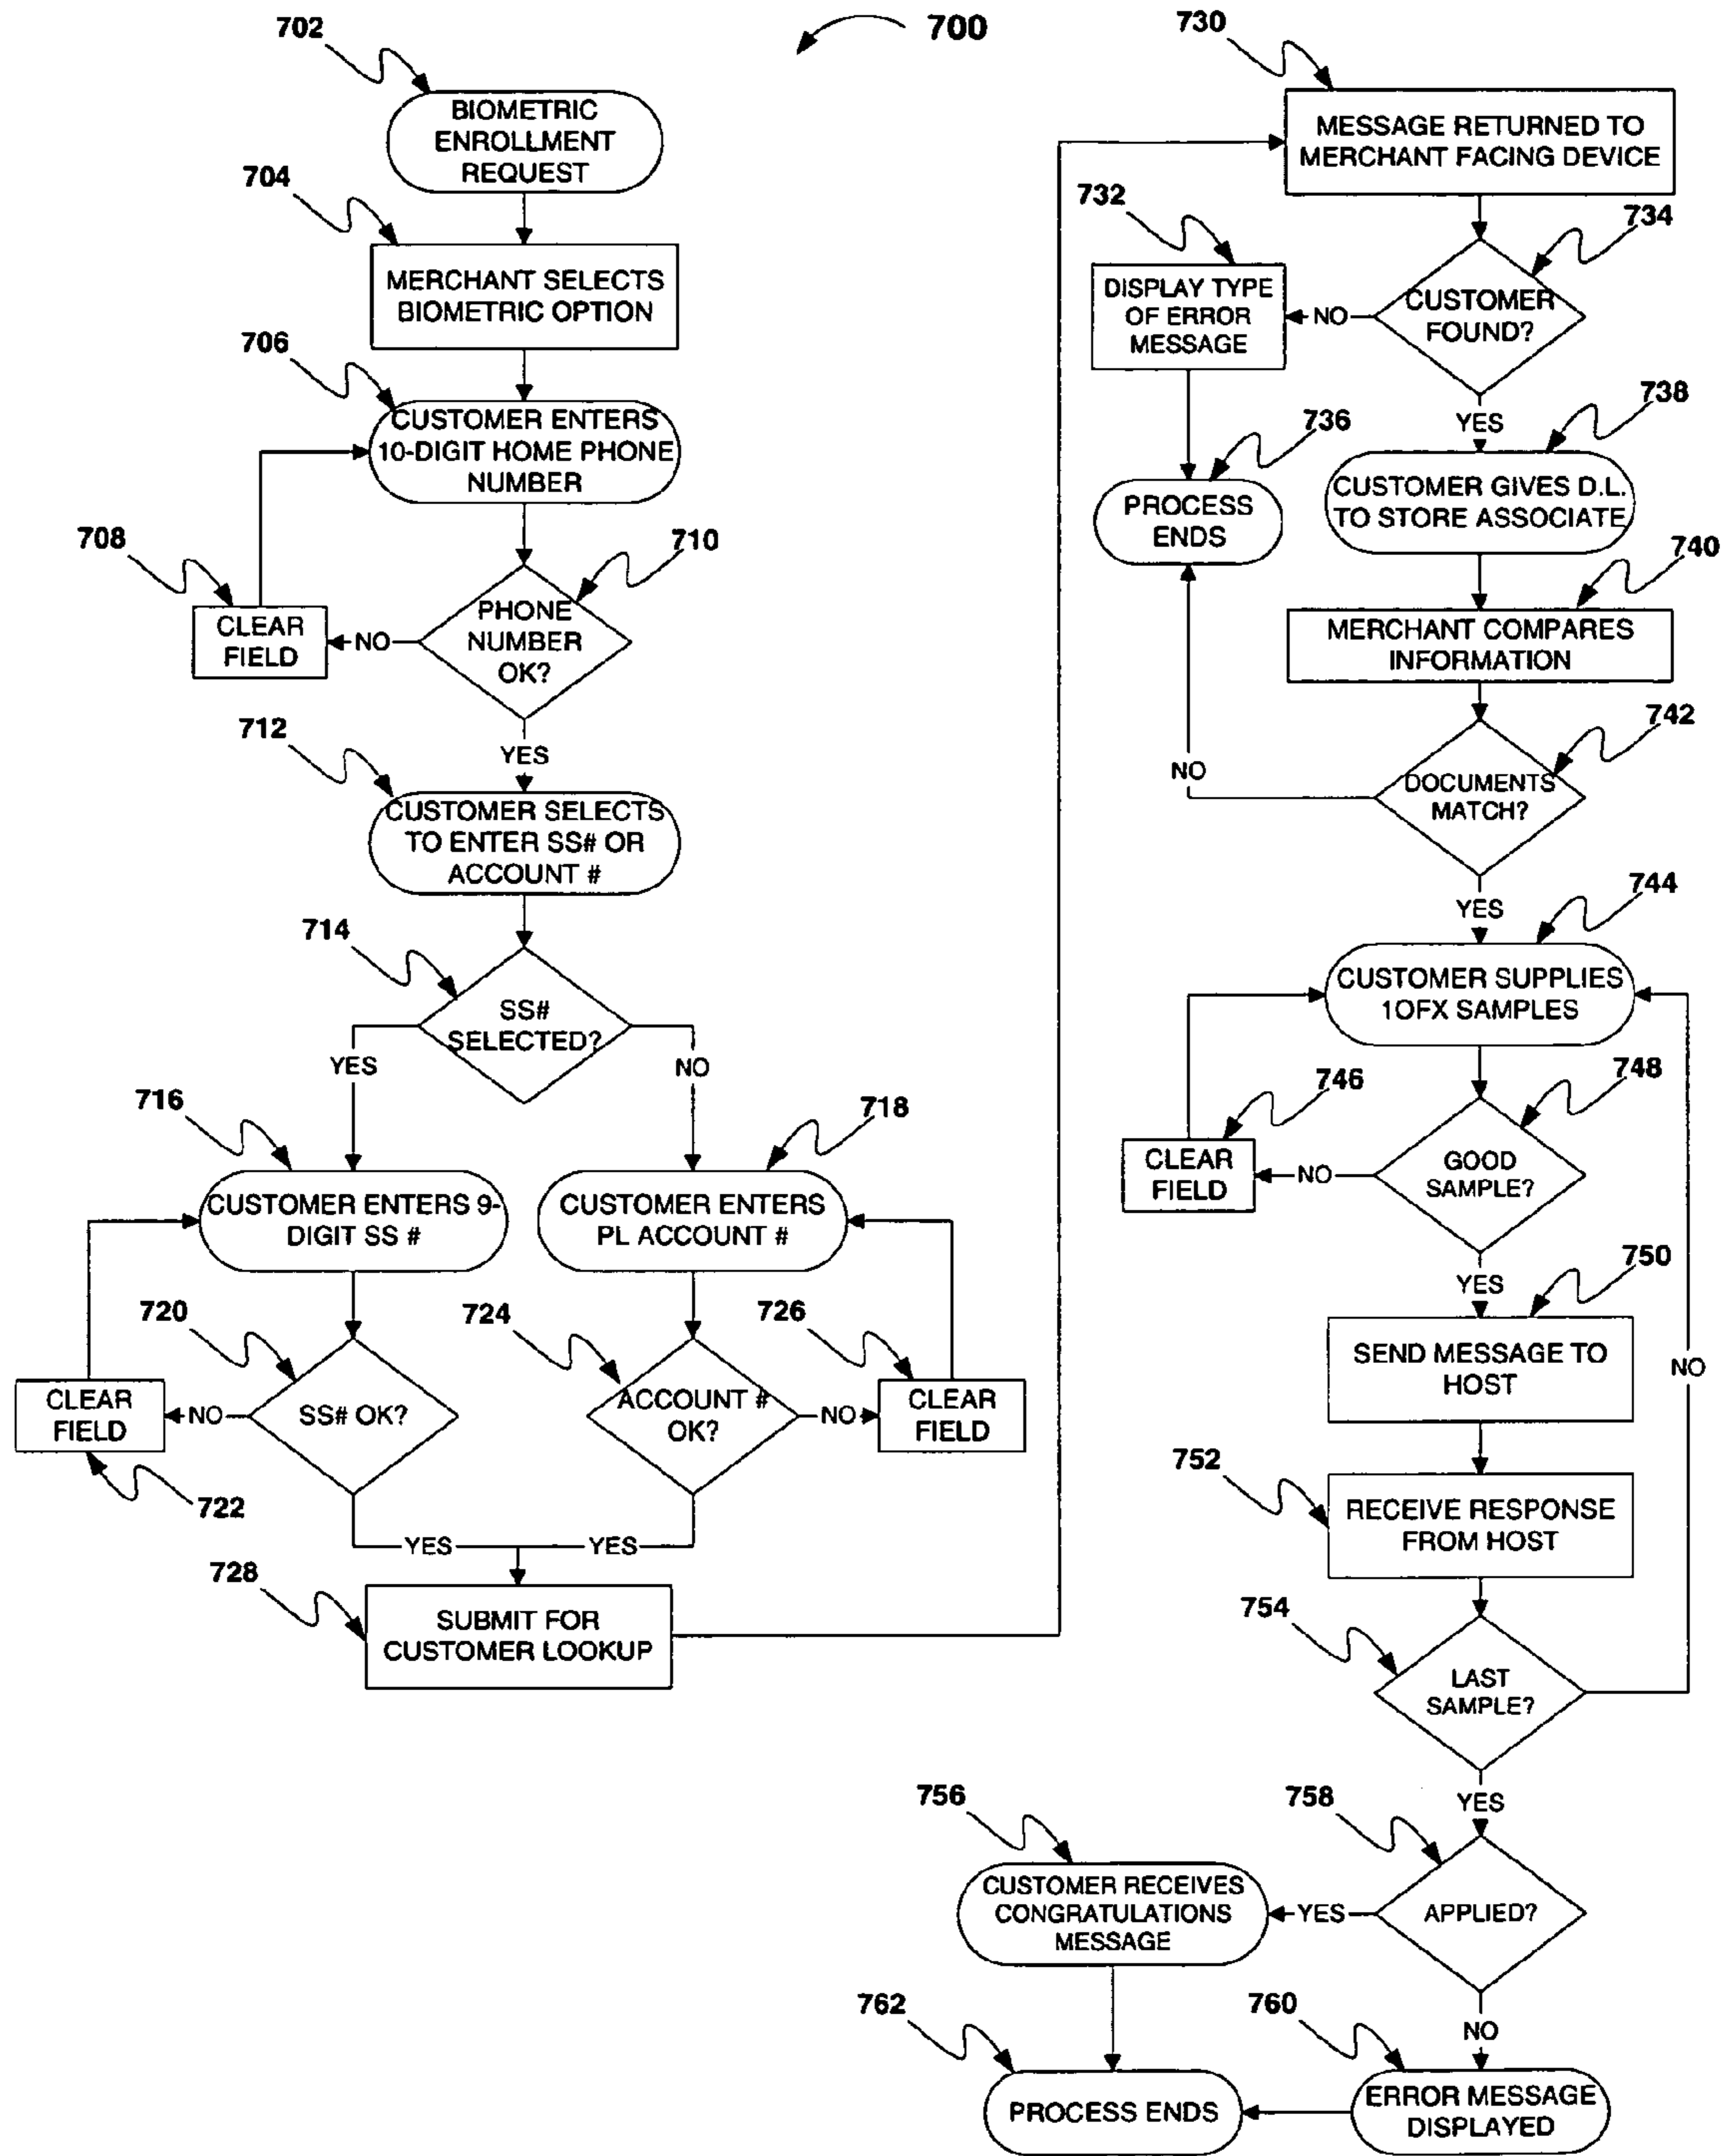 700
702
BIOMETRIC
ENROLLMENT
REQUEST
704
MERCHANT SELECTS
BIOMETRIC OPTION
706
CUSTOMER ENTERS
10-DIGIT HOME PHONE
NUMBER
708
CLEAR
FIELD
NO
710
PHONE
NUMBER
OK?
YES
712
CUSTOMER SELECTS
TO ENTER SS# OR
ACCOUNT #
714
SS#
SELECTED?
YES
NO
716
CUSTOMER ENTERS 9-
DIGIT SS #
718
CUSTOMER ENTERS
PL ACCOUNT #
720
SS# OK?
NO
CLEAR
FIELD
722
724
ACCOUNT #
OK?
NO
726
CLEAR
FIELD
YES
YES
728
SUBMIT FOR
CUSTOMER LOOKUP
730
MESSAGE RETURNED TO
MERCHANT FACING DEVICE
732
DISPLAY TYPE
OF ERROR
MESSAGE
NO
734
CUSTOMER
FOUND?
YES
736
PROCESS
ENDS
738
CUSTOMER GIVES D.L.
TO STORE ASSOCIATE
740
MERCHANT COMPARES
INFORMATION
742
DOCUMENTS
MATCH?
NO
YES
744
CUSTOMER SUPPLIES
1OFX SAMPLES
746
CLEAR
FIELD
NO
748
GOOD
SAMPLE?
YES
750
SEND MESSAGE TO
HOST
NO
752
RECEIVE RESPONSE
FROM HOST
754
LAST
SAMPLE?
YES
756
CUSTOMER RECEIVES
CONGRATULATIONS
MESSAGE
YES
758
APPLIED?
NO
760
ERROR MESSAGE
DISPLAYED
762
PROCESS ENDS